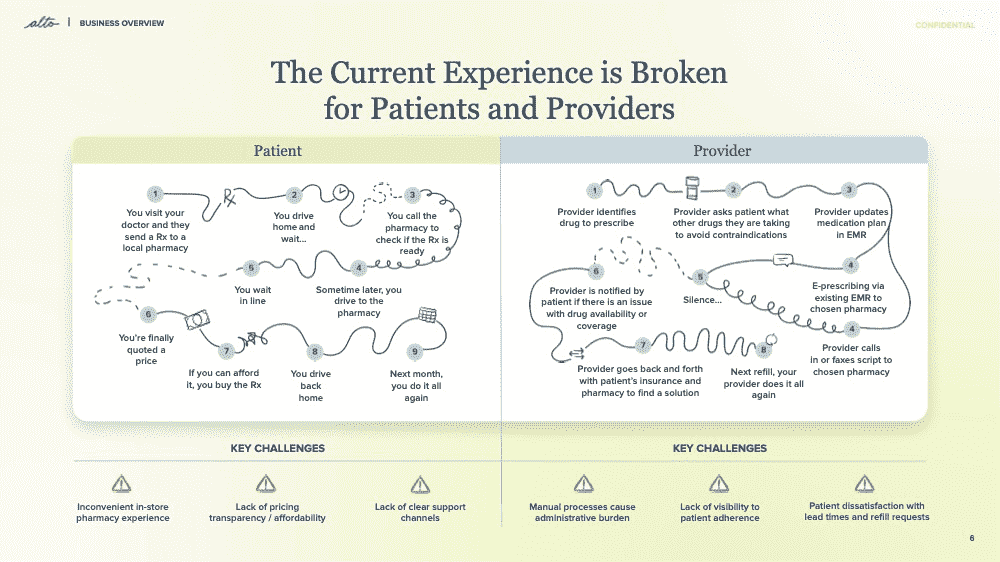 alto | BUSINESS OVERVIEW
CONFIDENTIAL
The Current Experience is Broken
for Patients and Providers
Patient
1
You visit your
doctor and they
send a Rx to a
local pharmacy
Rx
2
You drive
home and
wait...
3
You call the
pharmacy to
check if the Rx is
ready
4
Sometime later, you
drive to the
pharmacy
5
You wait
in line
6
You're finally
quoted a
price
7
If you can afford
it, you buy the Rx
8
You drive
back
home
9
Next month,
you do it all
again
Provider
1
Provider identifies
drug to prescribe
2
Provider asks patient what
other drugs they are taking
to avoid contraindications
3
Provider updates
medication plan
in EMR
4
E-prescribing via
existing EMR to
chosen pharmacy
4
Provider calls
in or faxes script to
chosen pharmacy
5
Silence...
6
Provider is notified by
patient if there is an issue
with drug availability or
coverage
7
Provider goes back and forth
with patient's insurance and
pharmacy to find a solution
8
Next refill, your
provider does it all
again
KEY CHALLENGES
Inconvenient in-store
pharmacy experience
Lack of pricing
transparency / affordability
Lack of clear support
channels
KEY CHALLENGES
Manual processes cause
administrative burden
Lack of visibility to
patient adherence
Patient dissatisfaction with
lead times and refill requests
6